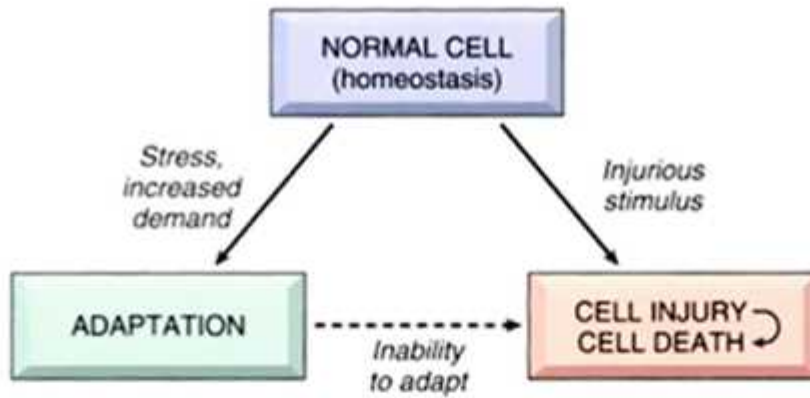 NORMAL CELL
(homeostasis)
Stress,
increased
demand
Injurious
stimulus
ADAPTATION
Inability
to adapt
CELL INJURY
CELL DEATH